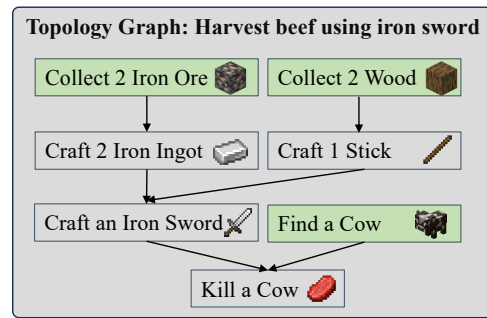 Topology Graph: Harvest beef using iron sword
Collect 2 Iron Ore
Collect 2 Wood
Craft 2 Iron Ingot
Craft 1 Stick
Craft an Iron Sword
Find a Cow
Kill a Cow